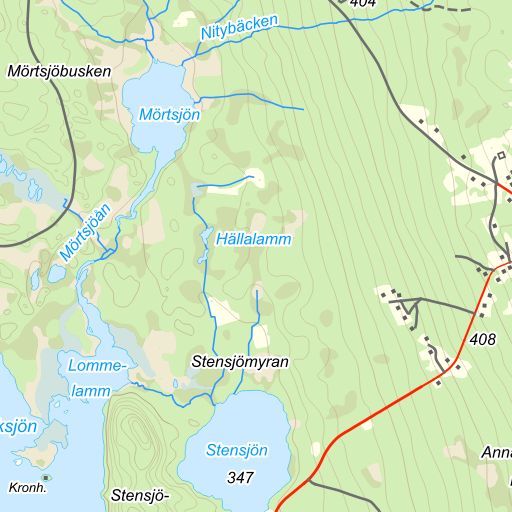 404
Nitybäcken
Mörtsjöbusken
Mörtsjön
Mörtsjöån
Hällalamm
408
Stensjömyran
Lomme-
lamm
ksjön
Stensjön
347
Anna
Kronh.
Stensjö-